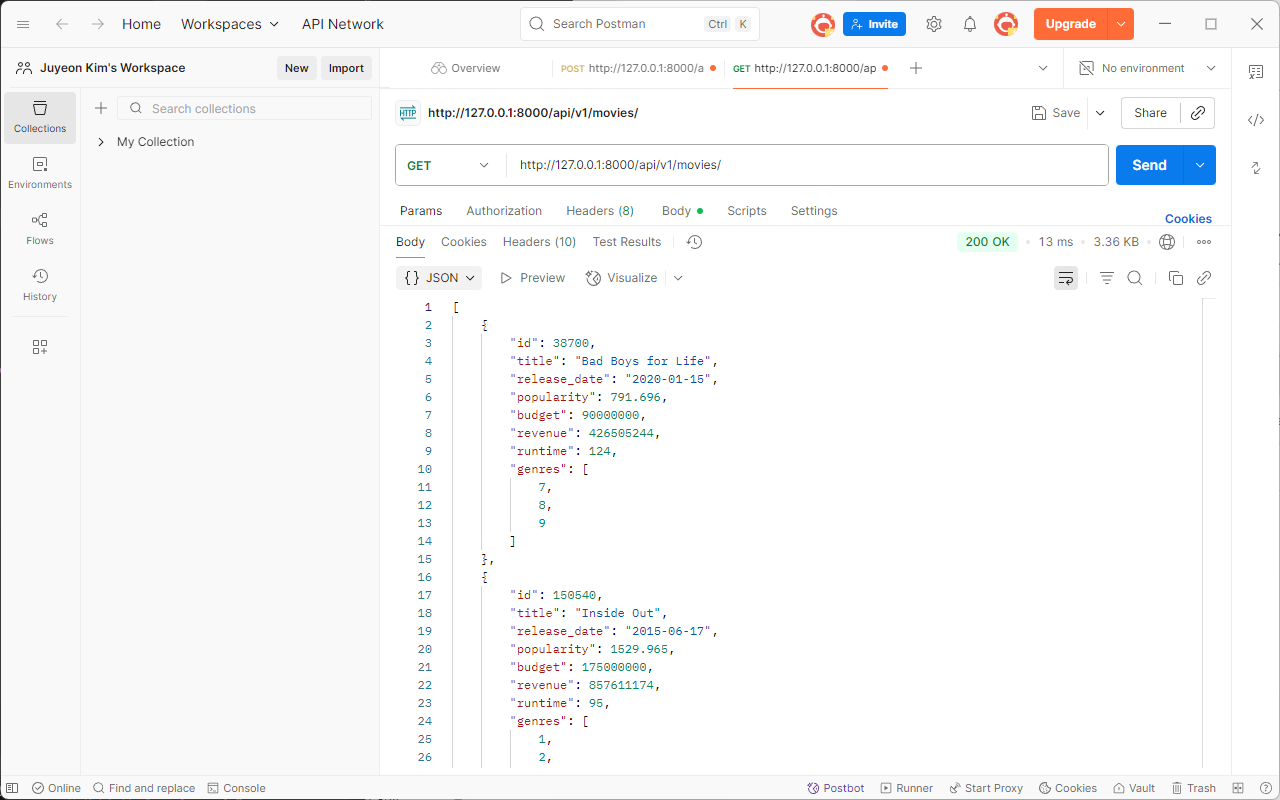 Home Workspaces API Network Search Postman Ctrl K Invite Upgrade
Juyeon Kim's Workspace New Import Overview POST http://127.0.0.1:8000/a GET http://127.0.0.1:8000/ap No environment
Search collections
Collections
My Collection
Environments
Flows
History
HTTP http://127.0.0.1:8000/api/v1/movies/ Save Share
GET http://127.0.0.1:8000/api/v1/movies/ Send
Params Authorization Headers (8) Body Scripts Settings Cookies
Body Cookies Headers (10) Test Results 200 OK 13 ms 3.36 KB
{} JSON Preview Visualize
1 [
2 {
3 "id": 38700,
4 "title": "Bad Boys for Life",
5 "release_date": "2020-01-15",
6 "popularity": 791.696,
7 "budget": 90000000,
8 "revenue": 426505244,
9 "runtime": 124,
10 "genres": [
11 7,
12 8,
13 9
14 ]
15 },
16 {
17 "id": 150540,
18 "title": "Inside Out",
19 "release_date": "2015-06-17",
20 "popularity": 1529.965,
21 "budget": 175000000,
22 "revenue": 857611174,
23 "runtime": 95,
24 "genres": [
25 1,
26 2,
Online Find and replace Console Postbot Runner Start Proxy Cookies Vault Trash